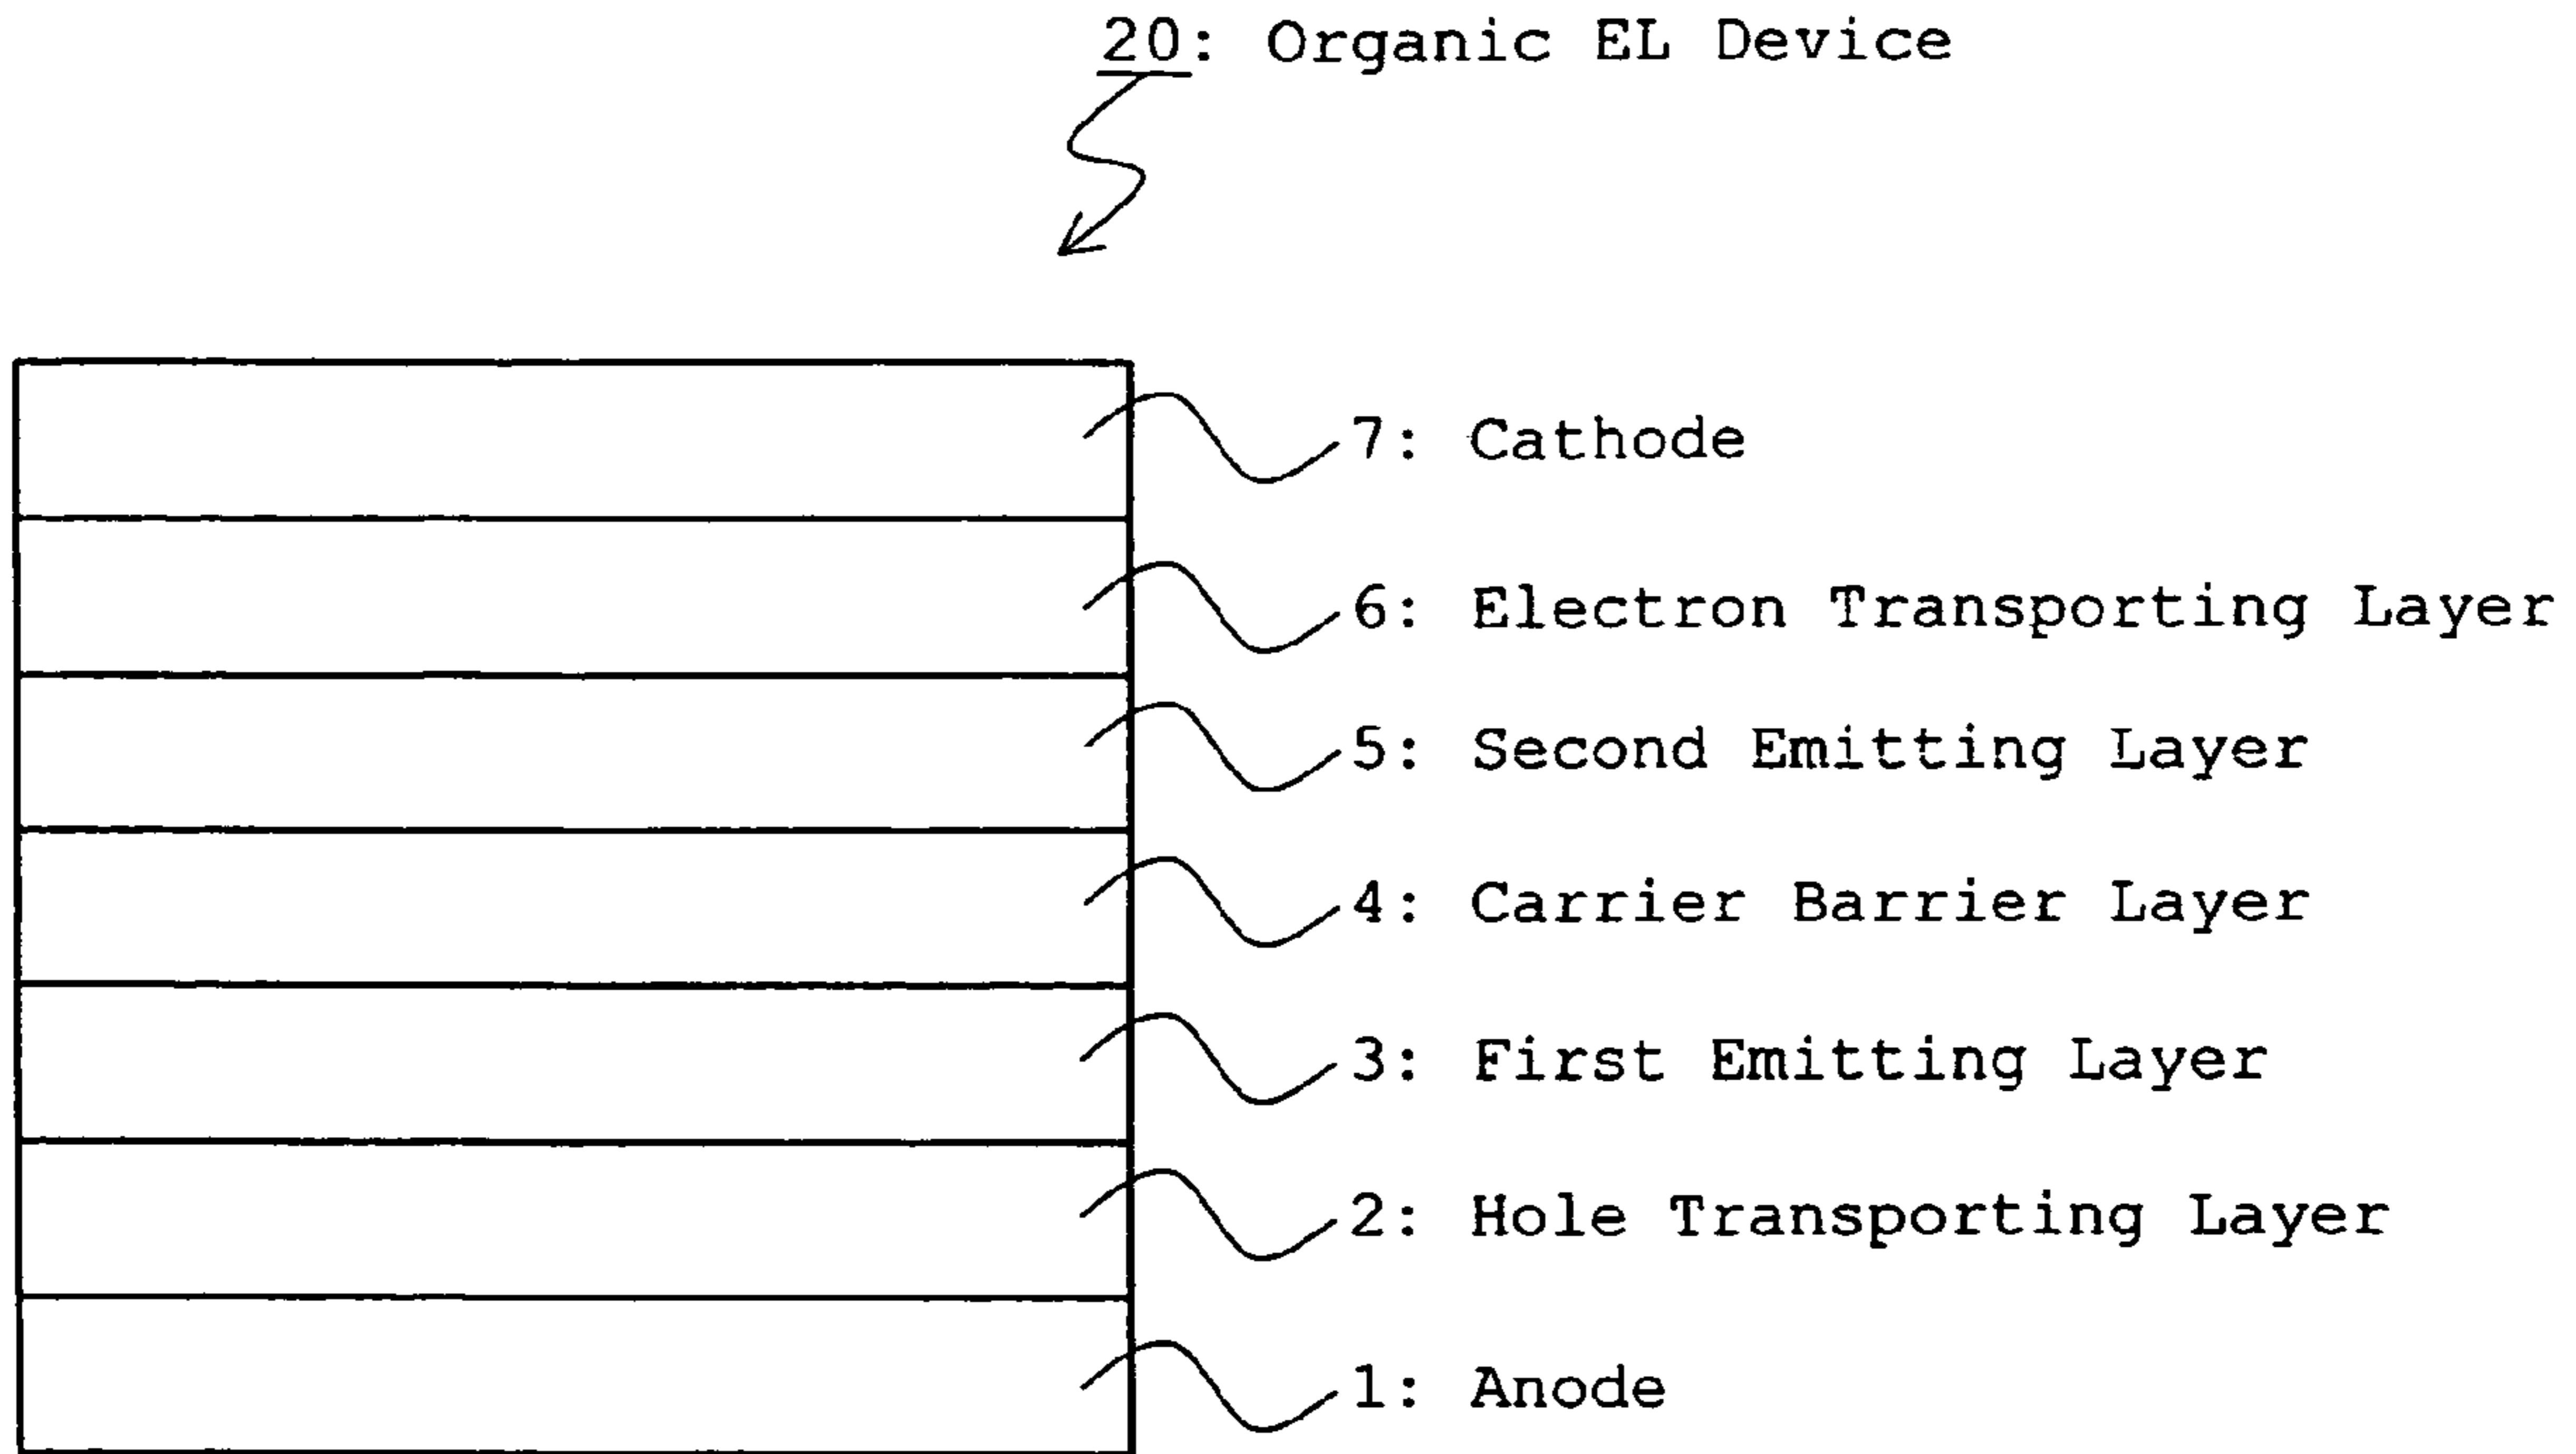 20: Organic EL Device
7: Cathode
6: Electron Transporting Layer
5: Second Emitting Layer
4: Carrier Barrier Layer
3: First Emitting Layer
2: Hole Transporting Layer
1: Anode